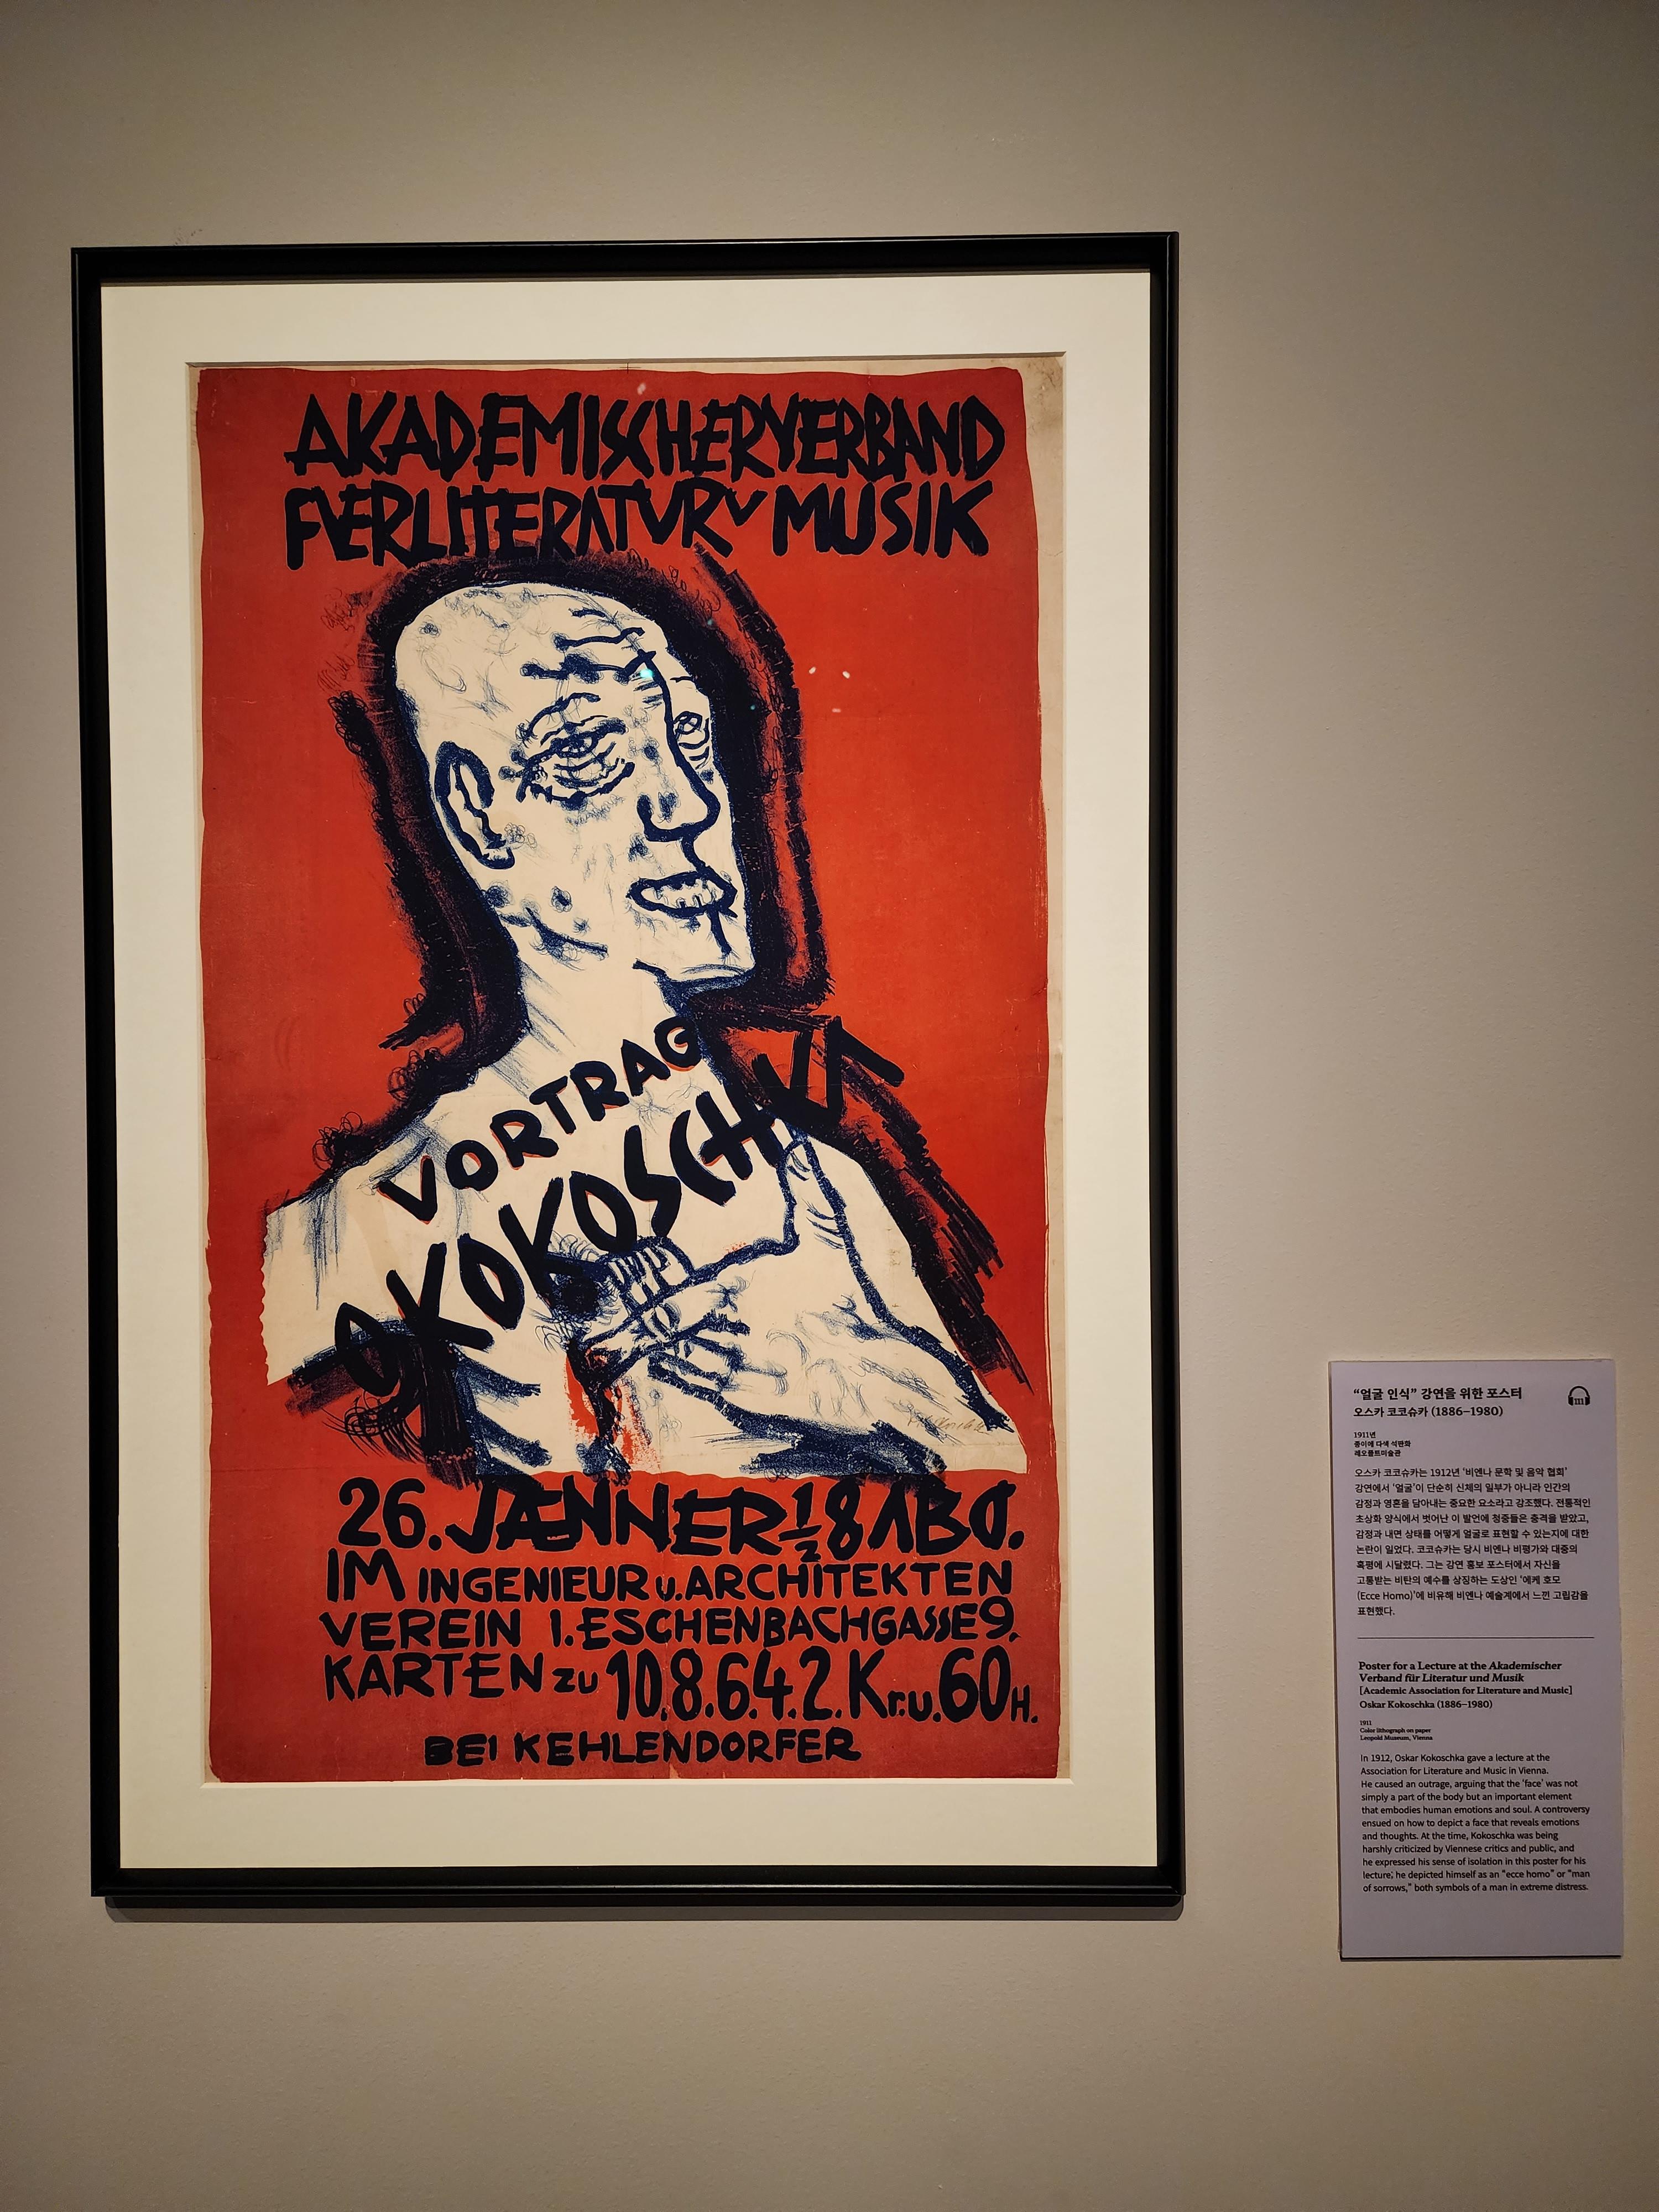 AKADEMISCHERVERBAND
FVERLITERATVR V MUSIK
VORTRAG
O KOKOSCHKA
26. JÆNNER ½ 8 ABD.
IM INGENIEUR u. ARCHITEKTEN
VEREIN I. ESCHENBACHGASSE 9.
KARTEN zu 10.8.6.4.2.Kr.u.60H.
BEI KEHLENDORFER
“얼굴 인식” 강연을 위한 포스터
오스카 코코슈카 (1886–1980)
1911년
종이에 다색 석판화
레오폴트미술관
오스카 코코슈카는 1912년 ‘비엔나 문학 및 음악 협회’
강연에서 ‘얼굴’이 단순히 신체의 일부가 아니라 인간의
감정과 영혼을 담아내는 중요한 요소라고 강조했다. 전통적인
초상화 양식에서 벗어난 이 발언에 청중들은 충격을 받았고,
감정과 내면 상태를 어떻게 얼굴로 표현할 수 있는지에 대한
논란이 일었다. 코코슈카는 당시 비엔나 비평가와 대중의
혹평에 시달렸다. 그는 강연 홍보 포스터에서 자신을
고통받는 비탄의 예수를 상징하는 도상인 ‘에케 호모
(Ecce Homo)’에 비유해 비엔나 예술계에서 느낀 고립감을
표현했다.
Poster for a Lecture at the Akademischer
Verband für Literatur und Musik
[Academic Association for Literature and Music]
Oskar Kokoschka (1886–1980)
1911
Color lithograph on paper
Leopold Museum, Vienna
In 1912, Oskar Kokoschka gave a lecture at the
Association for Literature and Music in Vienna.
He caused an outrage, arguing that the ‘face’ was not
simply a part of the body but an important element
that embodies human emotions and soul. A controversy
ensued on how to depict a face that reveals emotions
and thoughts. At the time, Kokoschka was being
harshly criticized by Viennese critics and public, and
he expressed his sense of isolation in this poster for his
lecture; he depicted himself as an “ecce homo” or “man
of sorrows,” both symbols of a man in extreme distress.